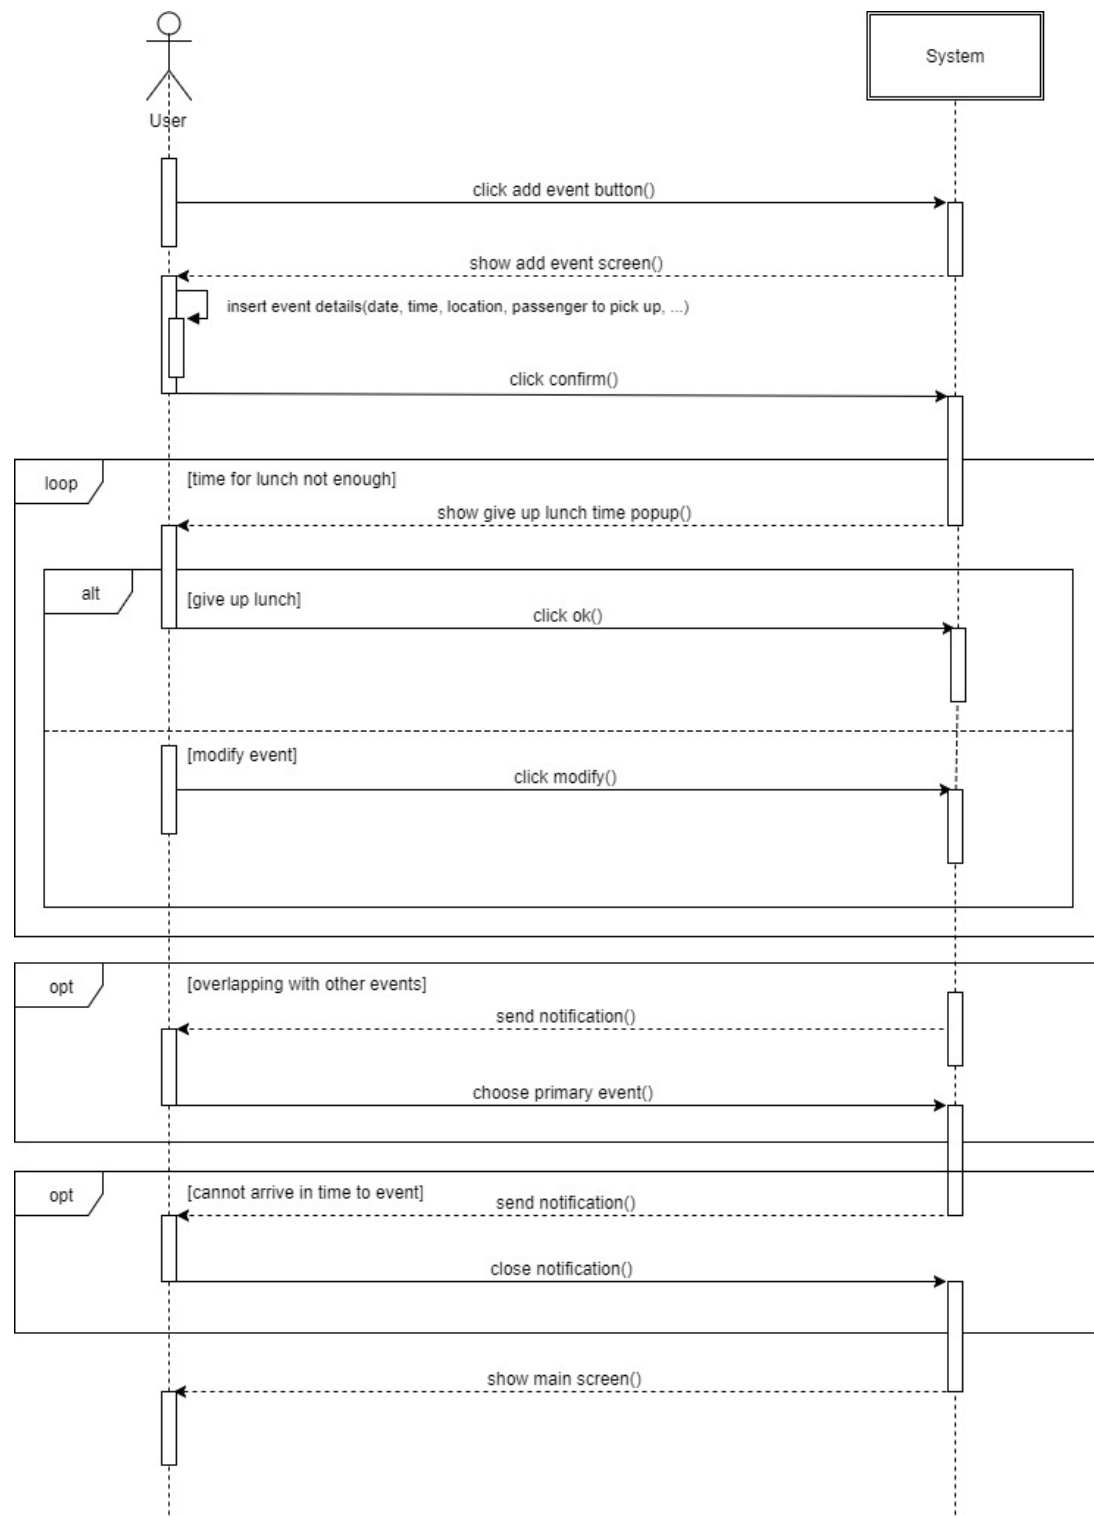 System
User
click add event button()
show add event screen()
insert event details(date, time, location, passenger to pick up, ...)
click confirm()
loop
[time for lunch not enough]
show give up lunch time popup()
alt
[give up lunch]
click ok()
[modify event]
click modify()
opt
[overlapping with other events]
send notification()
choose primary event()
opt
[cannot arrive in time to event]
send notification()
close notification()
show main screen()